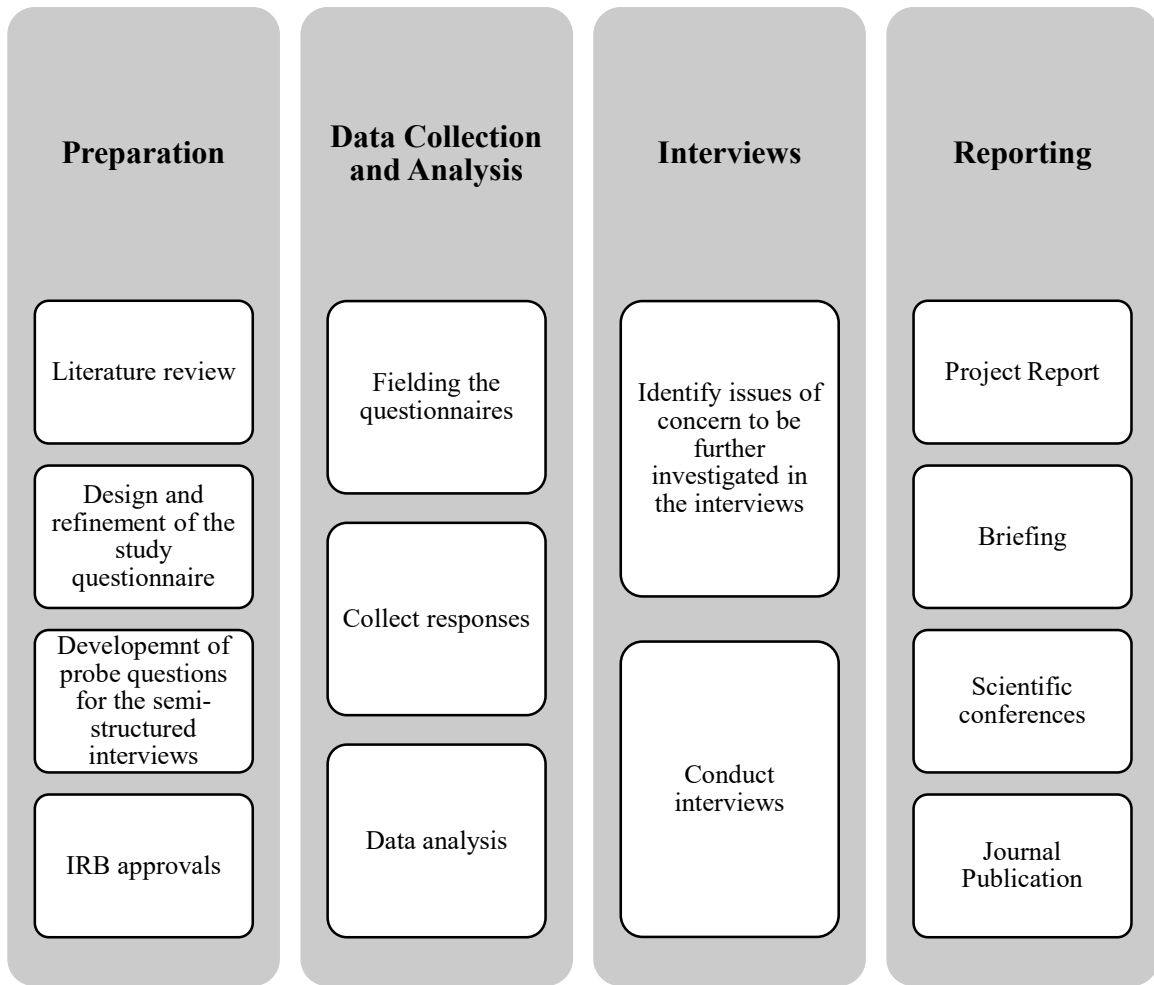 Preparation
Literature review
Design and
refinement of the
study
questionnaire
Developemnt of
probe questions
for the semi-
structured
interviews
IRB approvals
Data Collection
and Analysis
Fielding the
questionnaires
Collect responses
Data analysis
Interviews
Identify issues of
concern to be
further
investigated in
the interviews
Conduct
interviews
Reporting
Project Report
Briefing
Scientific
conferences
Journal
Publication